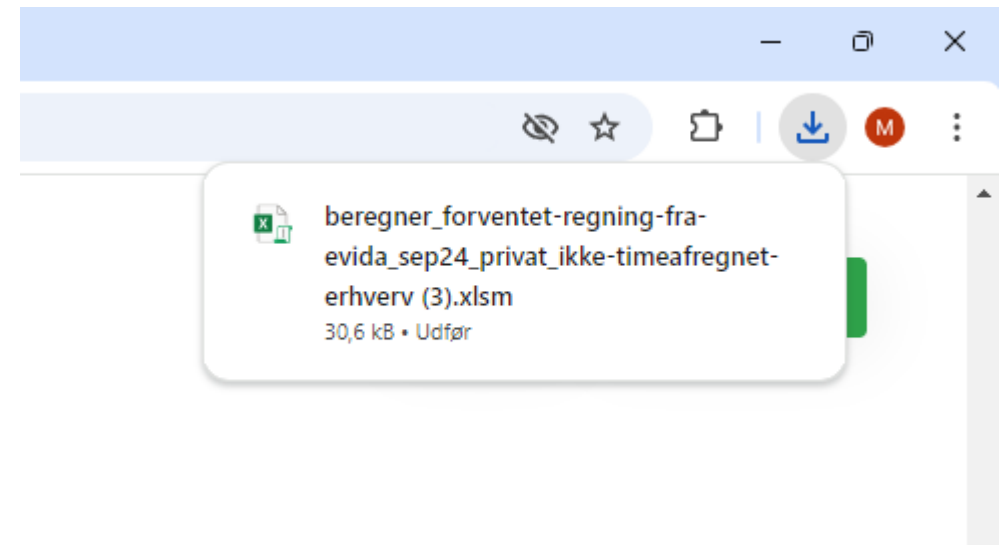 M
beregner_forventet-regning-fra-
evida_sep24_privat_ikke-timeafregnet-
erhverv (3).xlsm
30,6 kB • Udfør